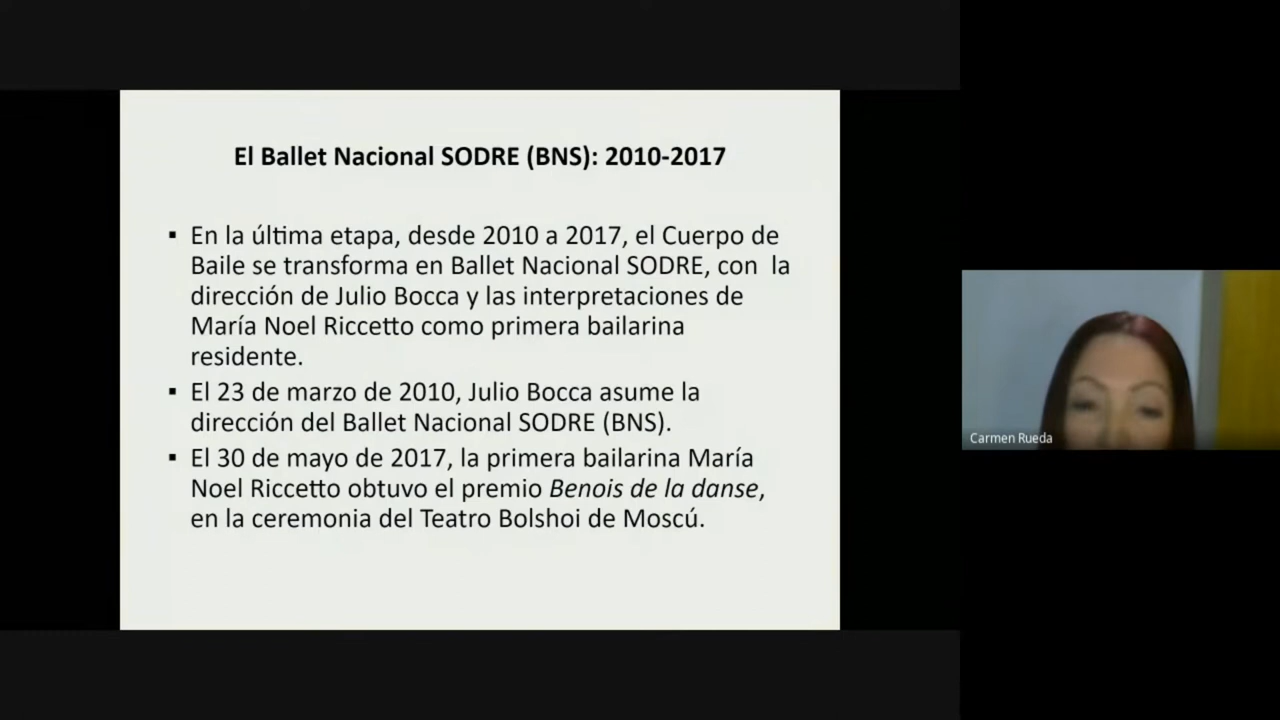 El Ballet Nacional SODRE (BNS): 2010-2017
▪ En la última etapa, desde 2010 a 2017, el Cuerpo de
Baile se transforma en Ballet Nacional SODRE, con  la
dirección de Julio Bocca y las interpretaciones de
María Noel Riccetto como primera bailarina
residente.
▪ El 23 de marzo de 2010, Julio Bocca asume la
dirección del Ballet Nacional SODRE (BNS).
▪ El 30 de mayo de 2017, la primera bailarina María
Noel Riccetto obtuvo el premio Benois de la danse,
en la ceremonia del Teatro Bolshoi de Moscú.
Carmen Rueda